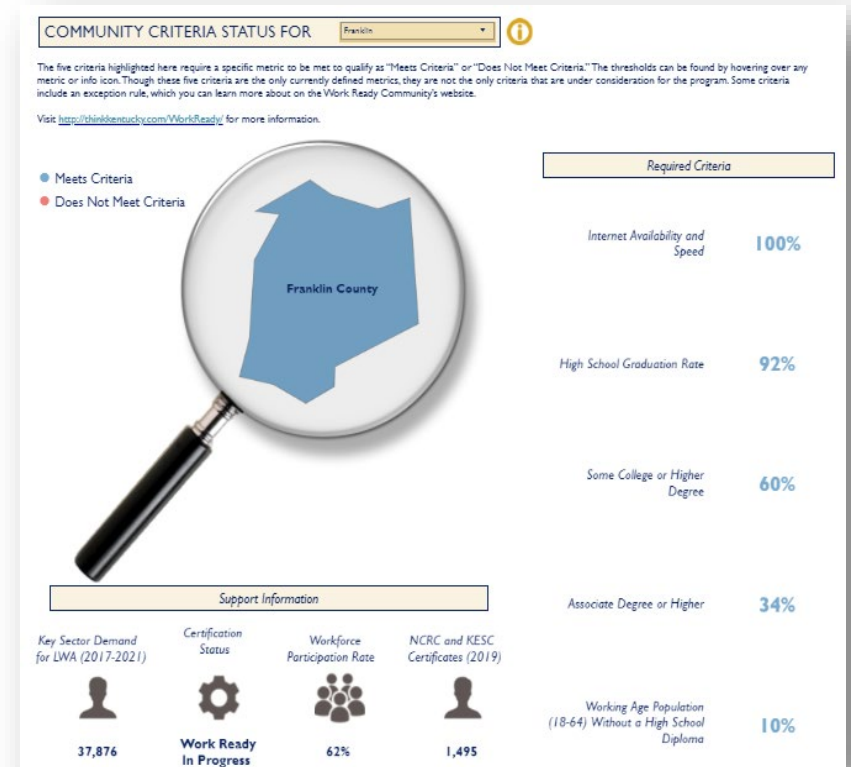 COMMUNITY CRITERIA STATUS FOR Franklin
The five criteria highlighted here require a specific metric to be met to qualify as "Meets Criteria" or "Does Not Meet Criteria." The thresholds can be found by hovering over any
metric or info icon. Though these five criteria are the only currently defined metrics, they are not the only criteria that are under consideration for the program. Some criteria
include an exception rule, which you can learn more about on the Work Ready Community's website.
Visit http://thinkkentucky.com/WorkReady/ for more information.
Meets Criteria
Does Not Meet Criteria
Franklin County
Required Criteria
Internet Availability and
Speed
100%
High School Graduation Rate
92%
Some College or Higher
Degree
60%
Associate Degree or Higher
34%
Working Age Population
(18-64) Without a High School
Diploma
10%
Support Information
Key Sector Demand
for LWA (2017-2021)
37,876
Certification
Status
Work Ready
In Progress
Workforce
Participation Rate
62%
NCRC and KESC
Certificates (2019)
1,495